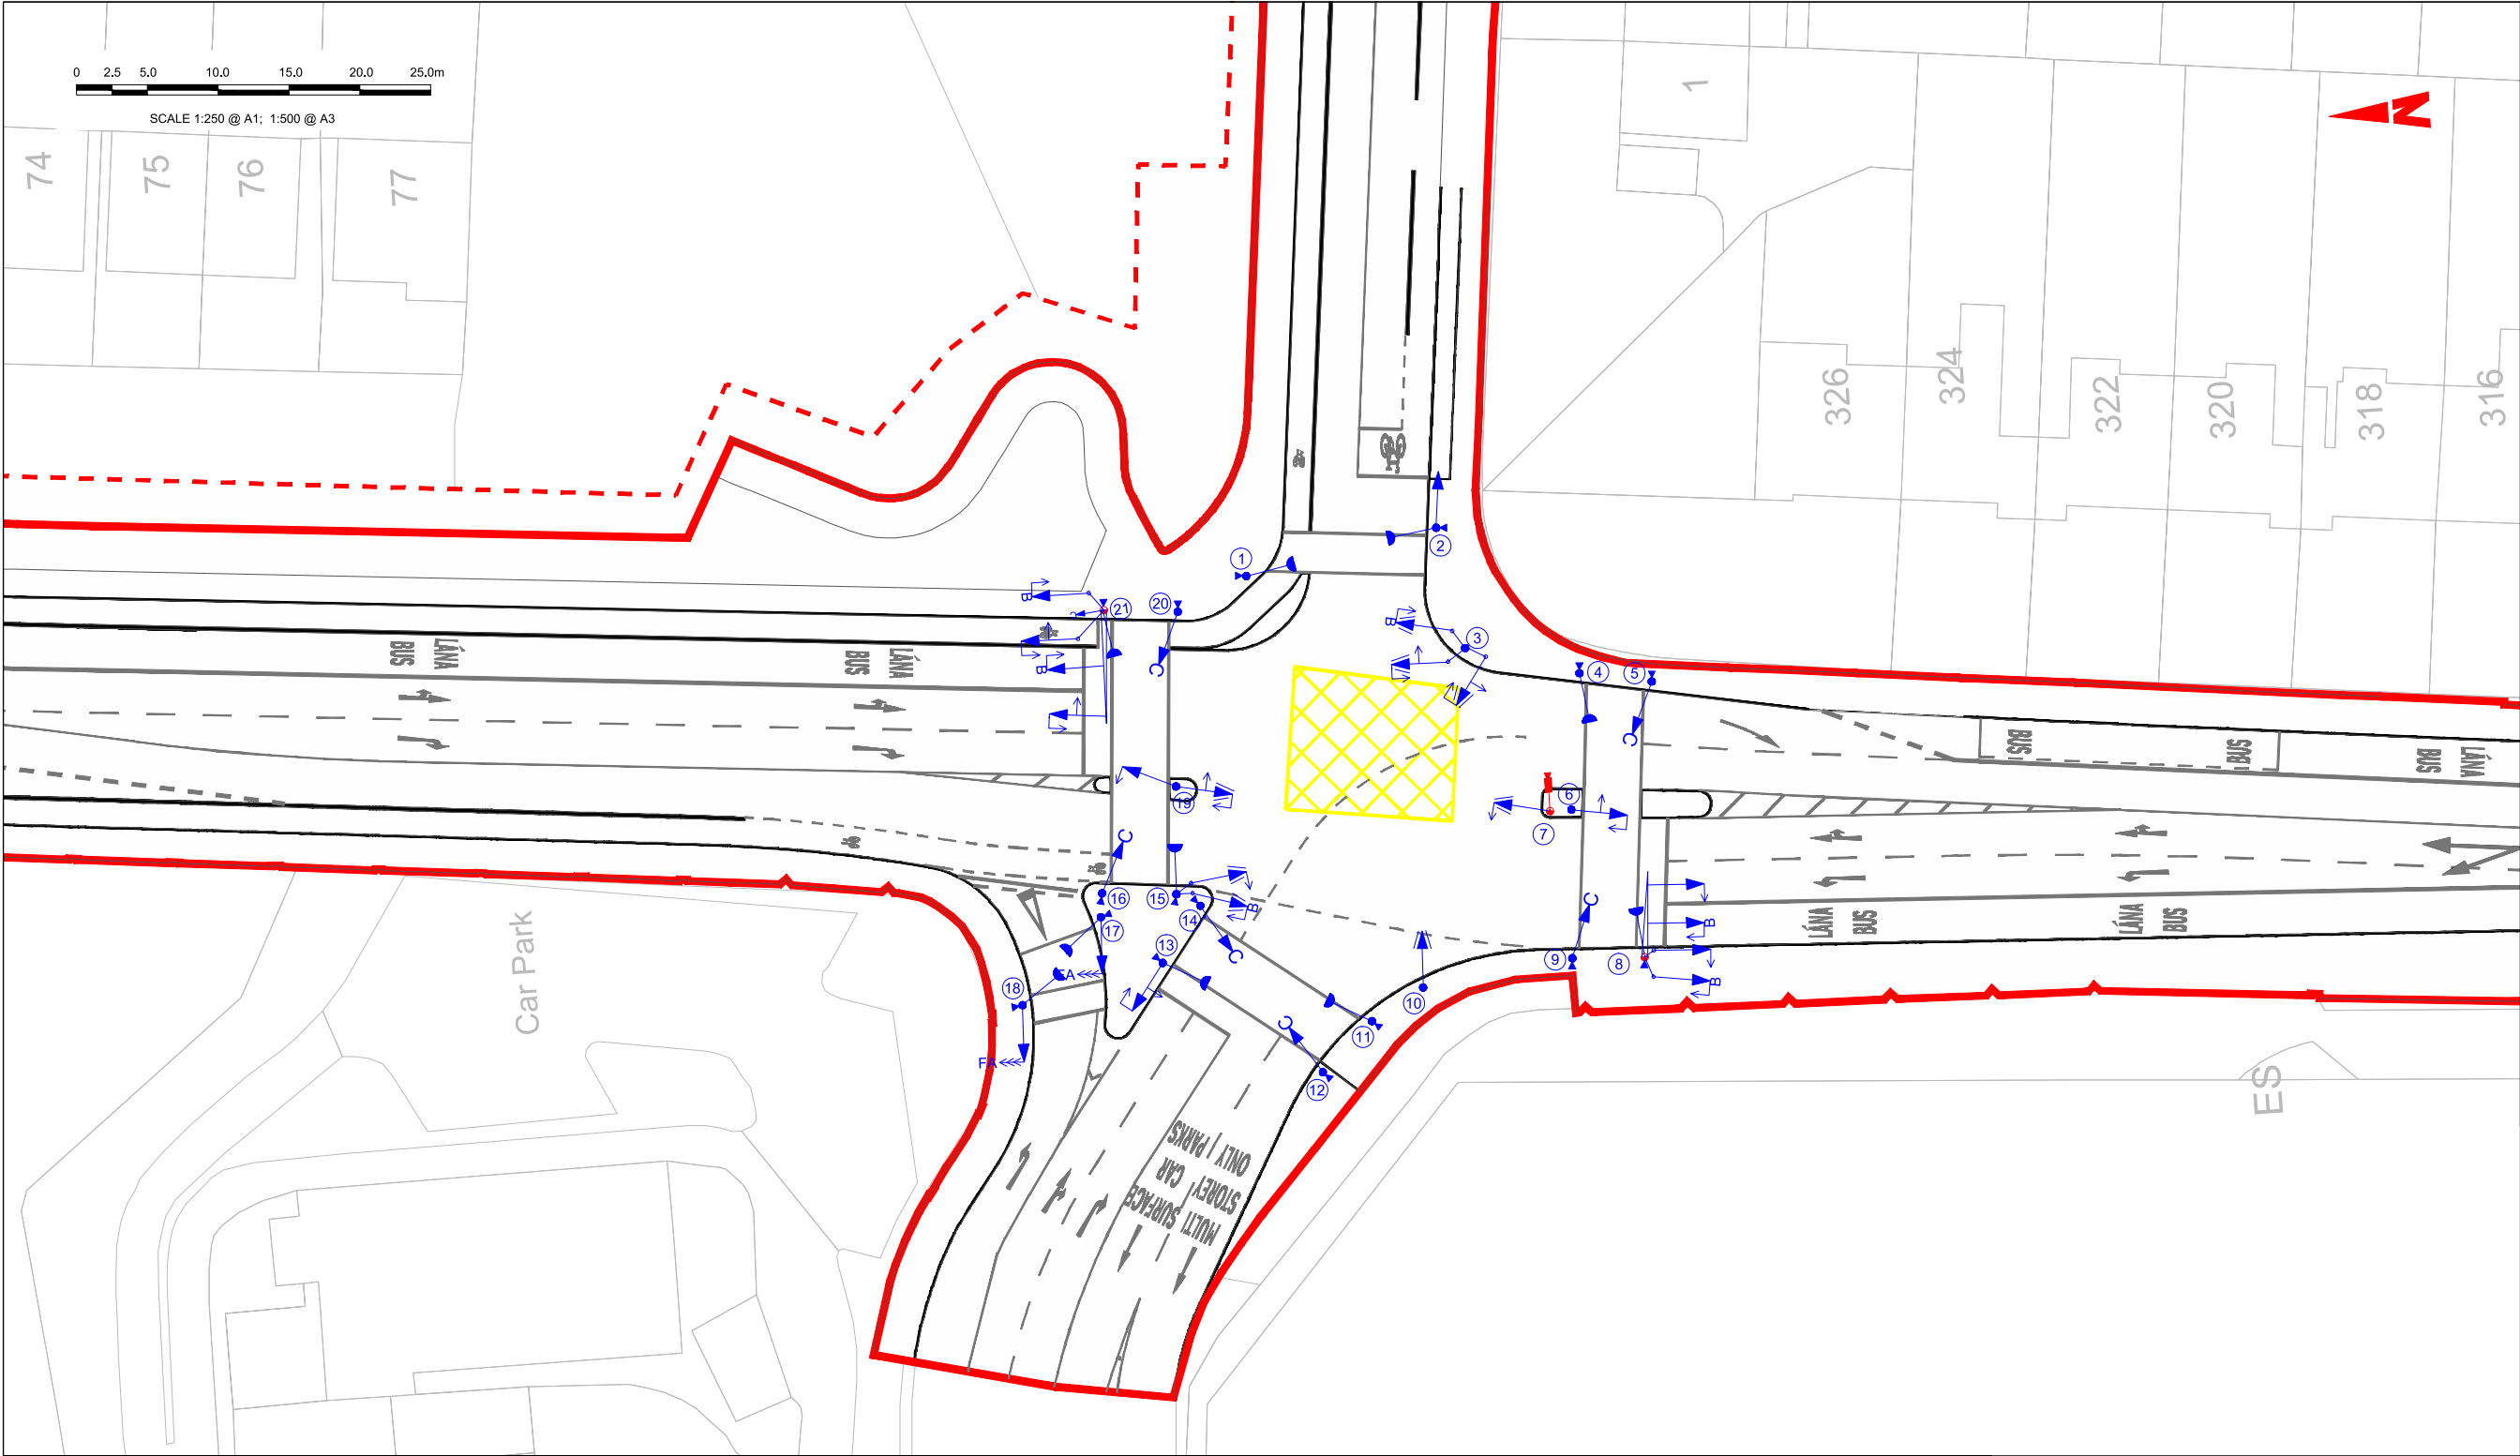 0 2.5 5.0 10.0 15.0 20.0 25.0m
SCALE 1:250 @ A1; 1:500 @ A3
N
74
75
76
77
1
326
324
322
320
318
316
1
2
3
4
5
6
7
8
9
10
11
12
13
14
15
16
17
18
19
20
21
B
B
B
B
B
B
C
C
C
C
C
C
FA
FA
LÁNA
BUS
LÁNA
BUS
BUS
BUS
LÁNA
BUS
LÁNA
BUS
LÁNA
BUS
Car Park
ES
MULTI
STOREY
ONLY
SURFACE
CAR
PARKS